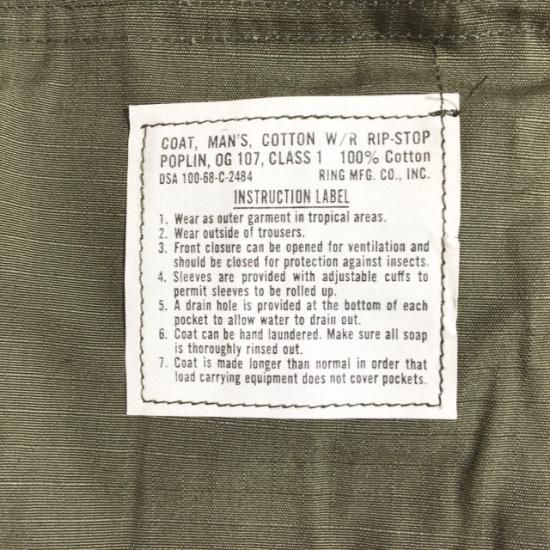 COAT, MAN'S, COTTON W/R RIP-STOP
POPLIN, OG 107, CLASS 1 100% Cotton
DSA 100-68-C-2484 RING MFG. CO., INC.
INSTRUCTION LABEL
1. Wear as outer garment in tropical areas.
2. Wear outside of trousers.
3. Front closure can be opened for ventilation and
should be closed for protection against insects.
4. Sleeves are provided with adjustable cuffs to
permit sleeves to be rolled up.
5. A drain hole is provided at the bottom of each
pocket to allow water to drain out.
6. Coat can be hand laundered. Make sure all soap
is thoroughly rinsed out.
7. Coat is made longer than normal in order that
load carrying equipment does not cover pockets.